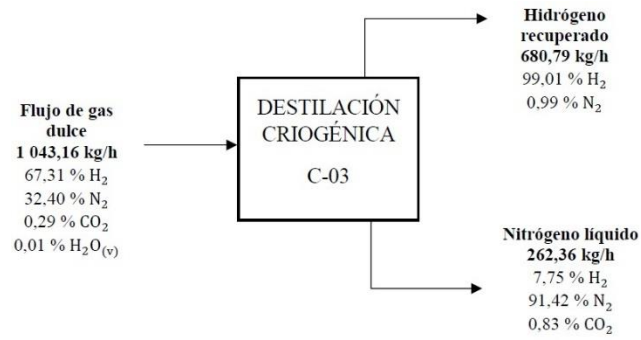 Flujo de gas
dulce
1 043,16 kg/h
67,31 % H₂
32,40 % N₂
0,29 % CO₂
0,01 % H₂O₍ᵥ₎
DESTILACIÓN
CRIOGÉNICA
C-03
Hidrógeno
recuperado
680,79 kg/h
99,01 % H₂
0,99 % N₂
Nitrógeno líquido
262,36 kg/h
7,75 % H₂
91,42 % N₂
0,83 % CO₂